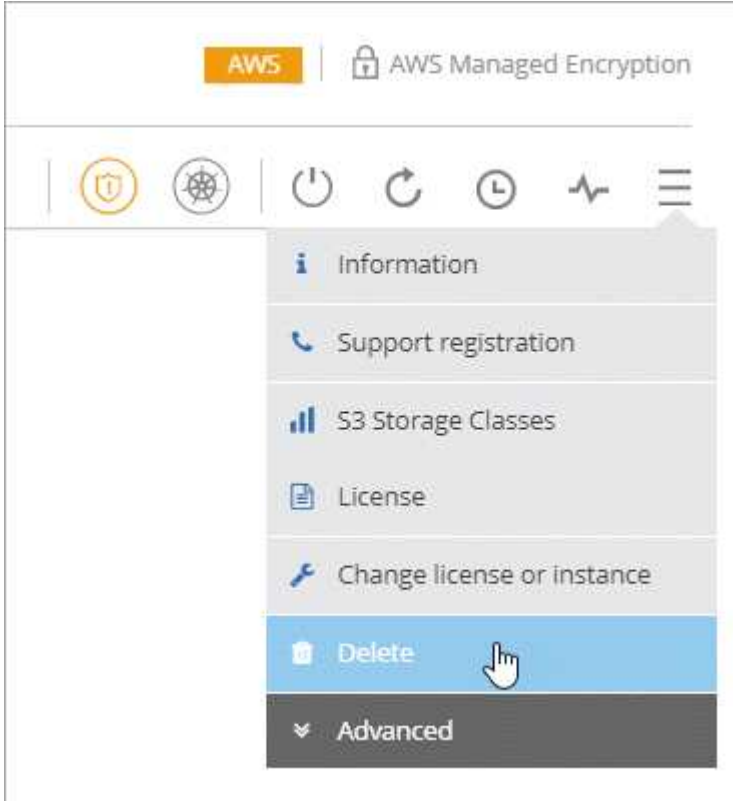 AWS
AWS Managed Encryption
Information
Support registration
S3 Storage Classes
License
Change license or instance
Delete
Advanced